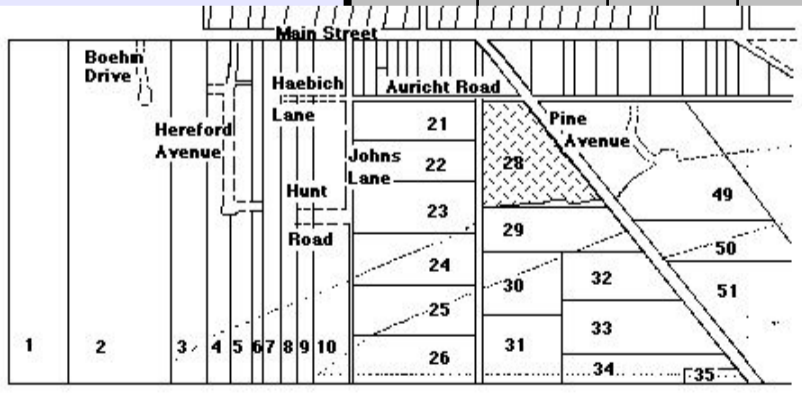 Main Street
Boehm
Drive
Haebich
Lane
Auricht Road
Hereford
Avenue
Pine
Avenue
Johns
Lane
Hunt
Road
21
22
23
24
25
26
28
29
30
31
32
33
34
35
49
50
51
1
2
3
4
5
6
7
8
9
10